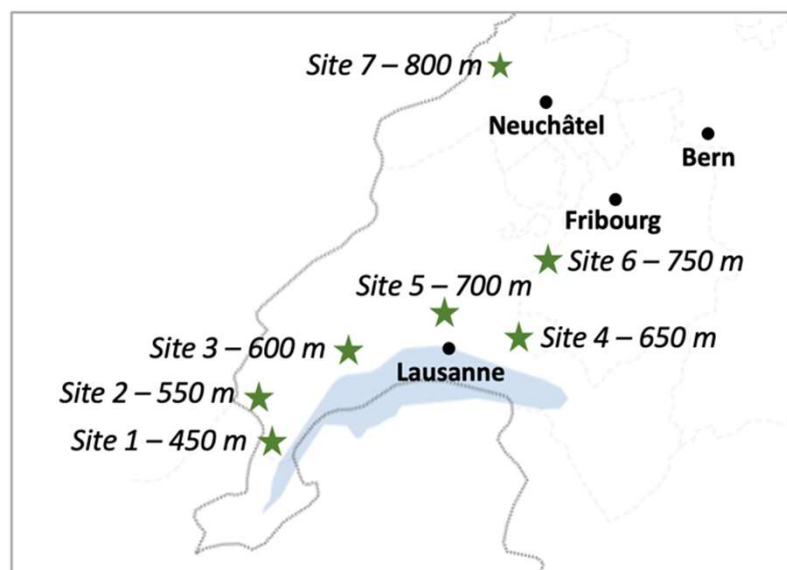 Site 7 – 800 m
Neuchâtel
Bern
Fribourg
Site 6 – 750 m
Site 5 – 700 m
Site 4 – 650 m
Site 3 – 600 m
Lausanne
Site 2 – 550 m
Site 1 – 450 m